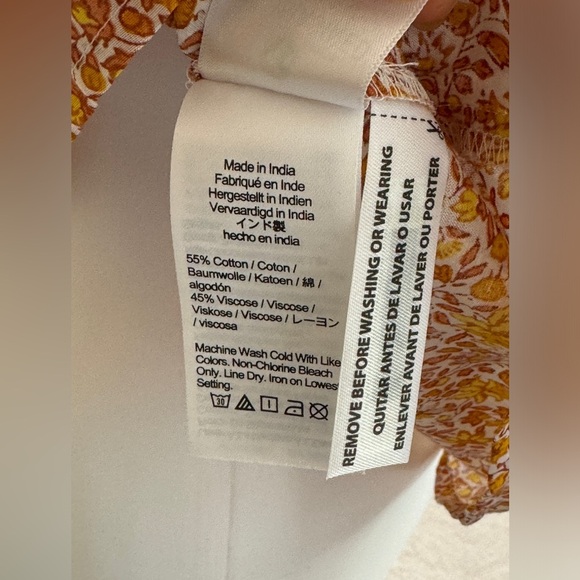 Made in India
Fabriqué en Inde
Hergestellt in Indien
Vervaardigd in India
インド製
hecho en india
55% Cotton / Coton /
Baumwolle / Katoen / 綿 /
algodón
45% Viscose / Viscose /
Viskose / Viscose / レーヨン
/ viscosa
Machine Wash Cold With Like
Colors. Non-Chlorine Bleach
Only. Line Dry. Iron on Lowest
Setting.
30
REMOVE BEFORE WASHING OR WEARING
QUITAR ANTES DE LAVAR O USAR
ENLEVER AVANT DE LAVER OU PORTER